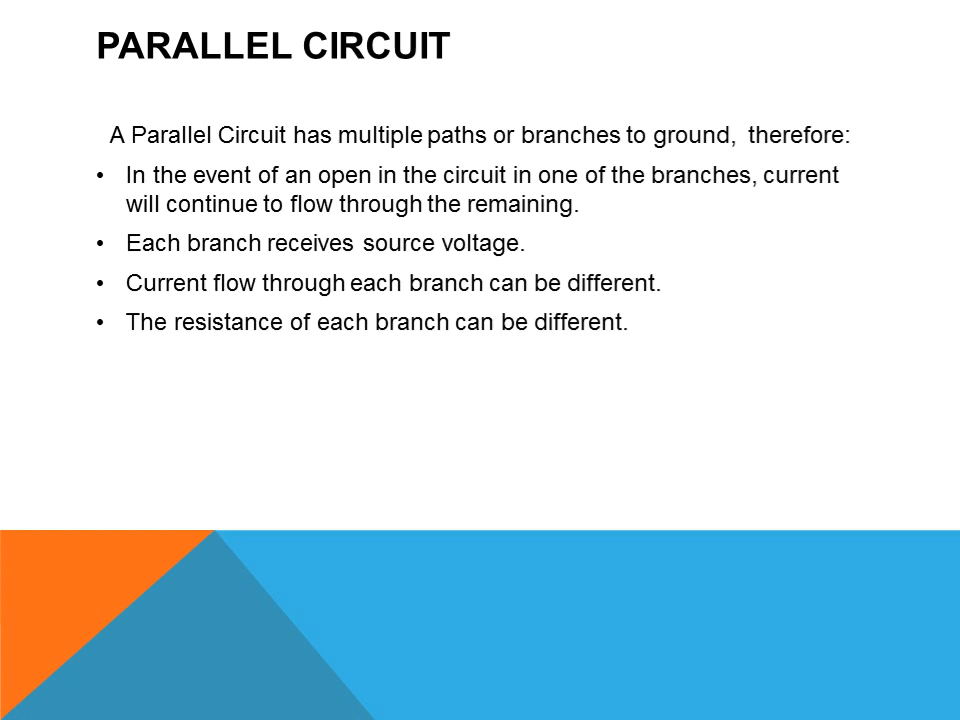 PARALLEL CIRCUIT
A Parallel Circuit has multiple paths or branches to ground, therefore:
• In the event of an open in the circuit in one of the branches, current
will continue to flow through the remaining.
• Each branch receives source voltage.
• Current flow through each branch can be different.
• The resistance of each branch can be different.